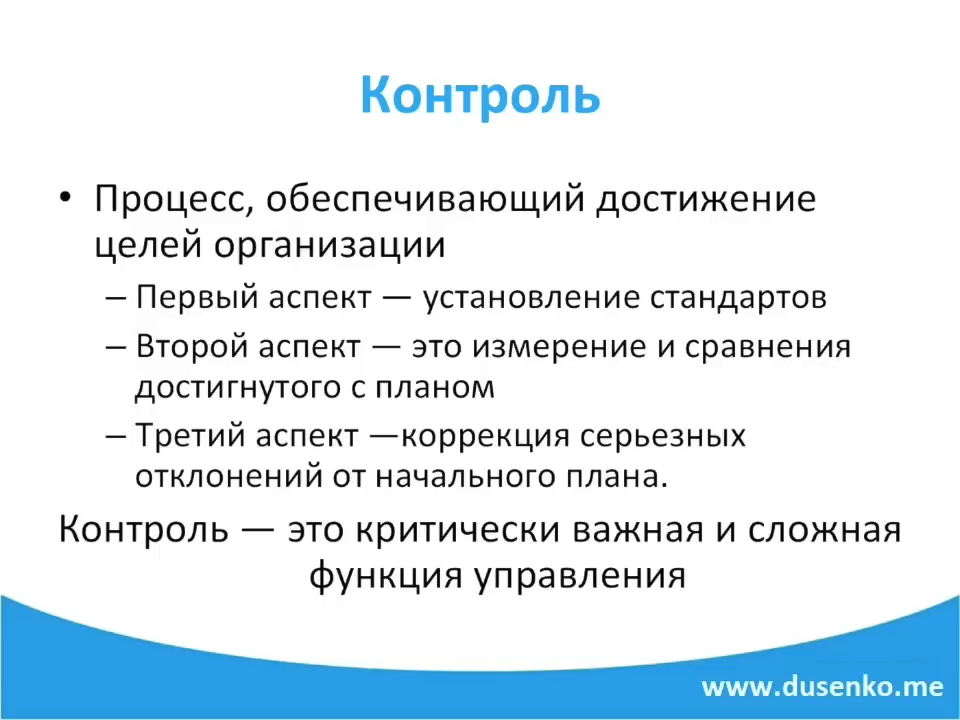 Контроль
• Процесс, обеспечивающий достижение
целей организации
– Первый аспект — установление стандартов
– Второй аспект — это измерение и сравнения
достигнутого с планом
– Третий аспект —коррекция серьезных
отклонений от начального плана.
Контроль — это критически важная и сложная
функция управления
www.dusenko.me